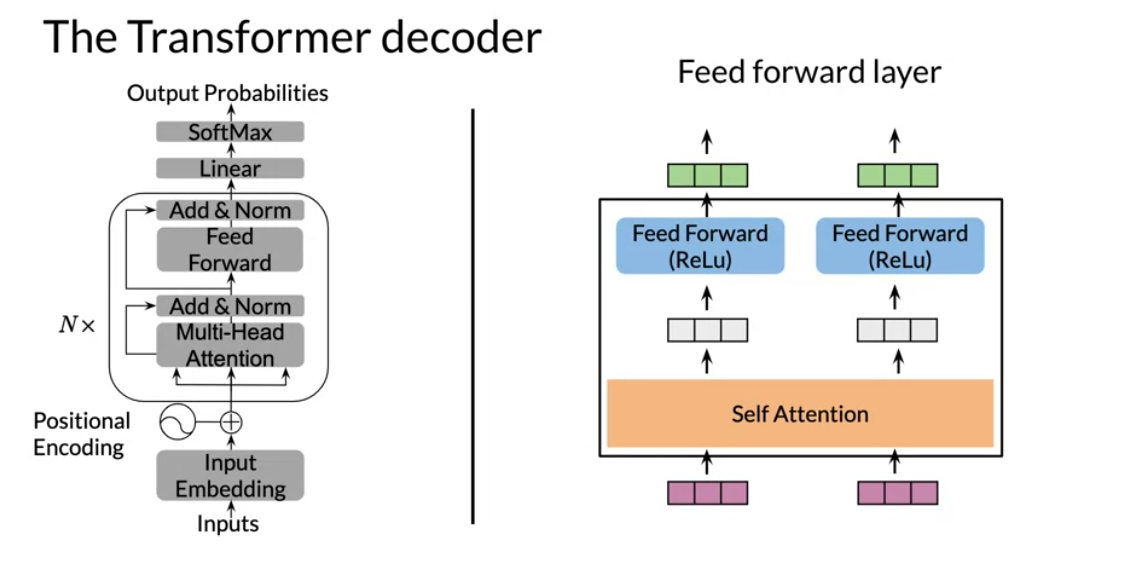 The Transformer decoder
Output Probabilities
SoftMax
Linear
Add & Norm
Feed
Forward
Add & Norm
N×
Multi-Head
Attention
Positional
Encoding
Input
Embedding
Inputs
Feed forward layer
Feed Forward
(ReLu)
Feed Forward
(ReLu)
Self Attention